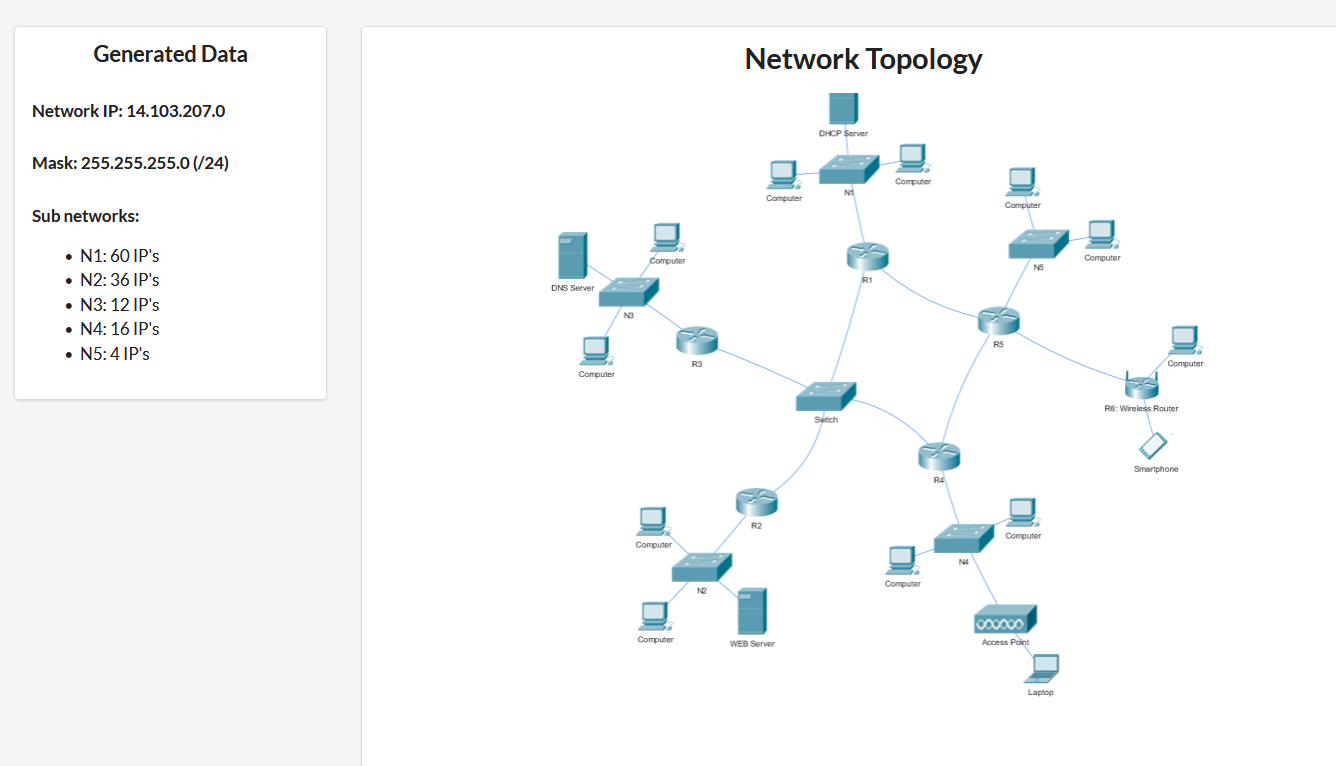 Generated Data
Network IP: 14.103.207.0
Mask: 255.255.255.0 (/24)
Sub networks:
N1: 60 IP's
N2: 36 IP's
N3: 12 IP's
N4: 16 IP's
N5: 4 IP's
Network Topology
DHCP Server
Computer
N1
Computer
Computer
Computer
N5
Computer
DNS Server
N3
R1
R3
R5
Computer
Computer
R6: Wireless Router
Switch
Smartphone
R4
R2
Computer
Computer
N4
Computer
N2
Computer
WEB Server
Access Point
Laptop